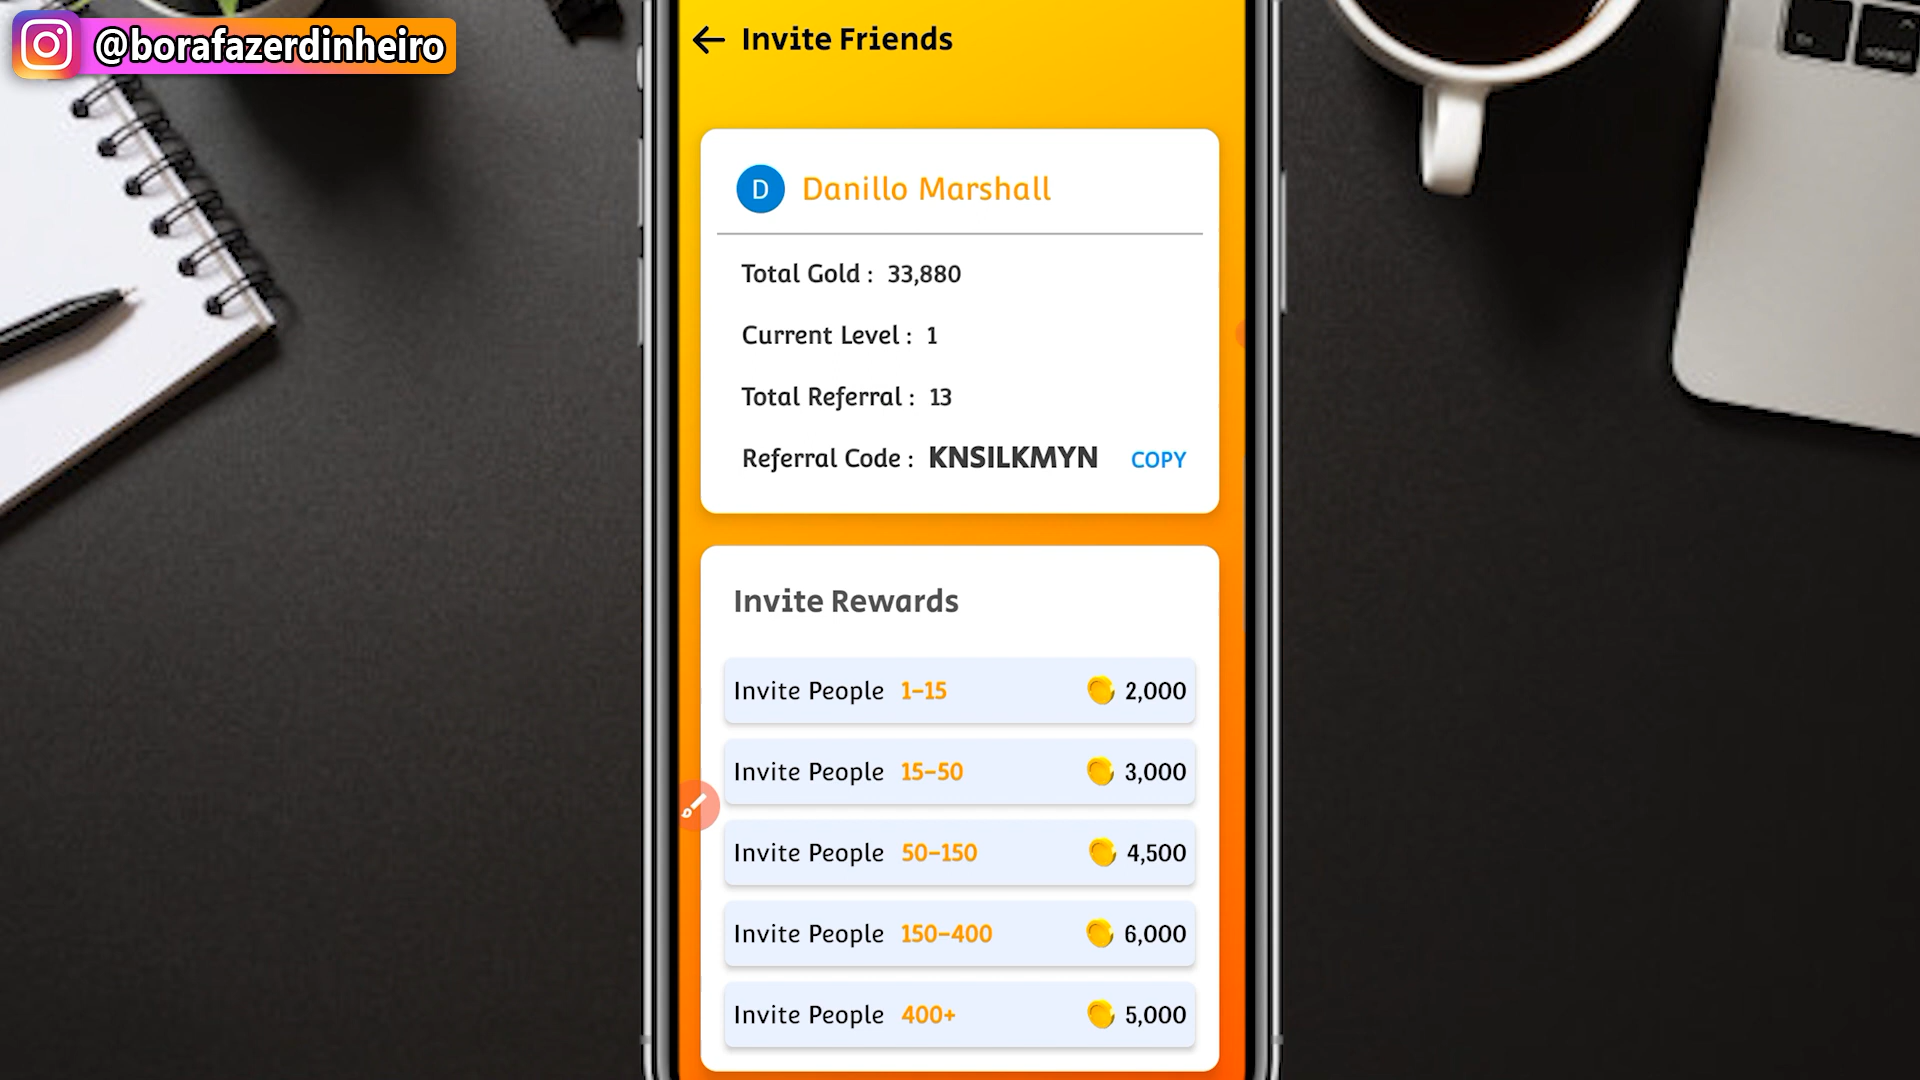 @borafazerdinheiro
Invite Friends
D Danillo Marshall
Total Gold : 33,880
Current Level : 1
Total Referral : 13
Referral Code : KNSILKMYN COPY
Invite Rewards
Invite People 1-15 2,000
Invite People 15-50 3,000
Invite People 50-150 4,500
Invite People 150-400 6,000
Invite People 400+ 5,000